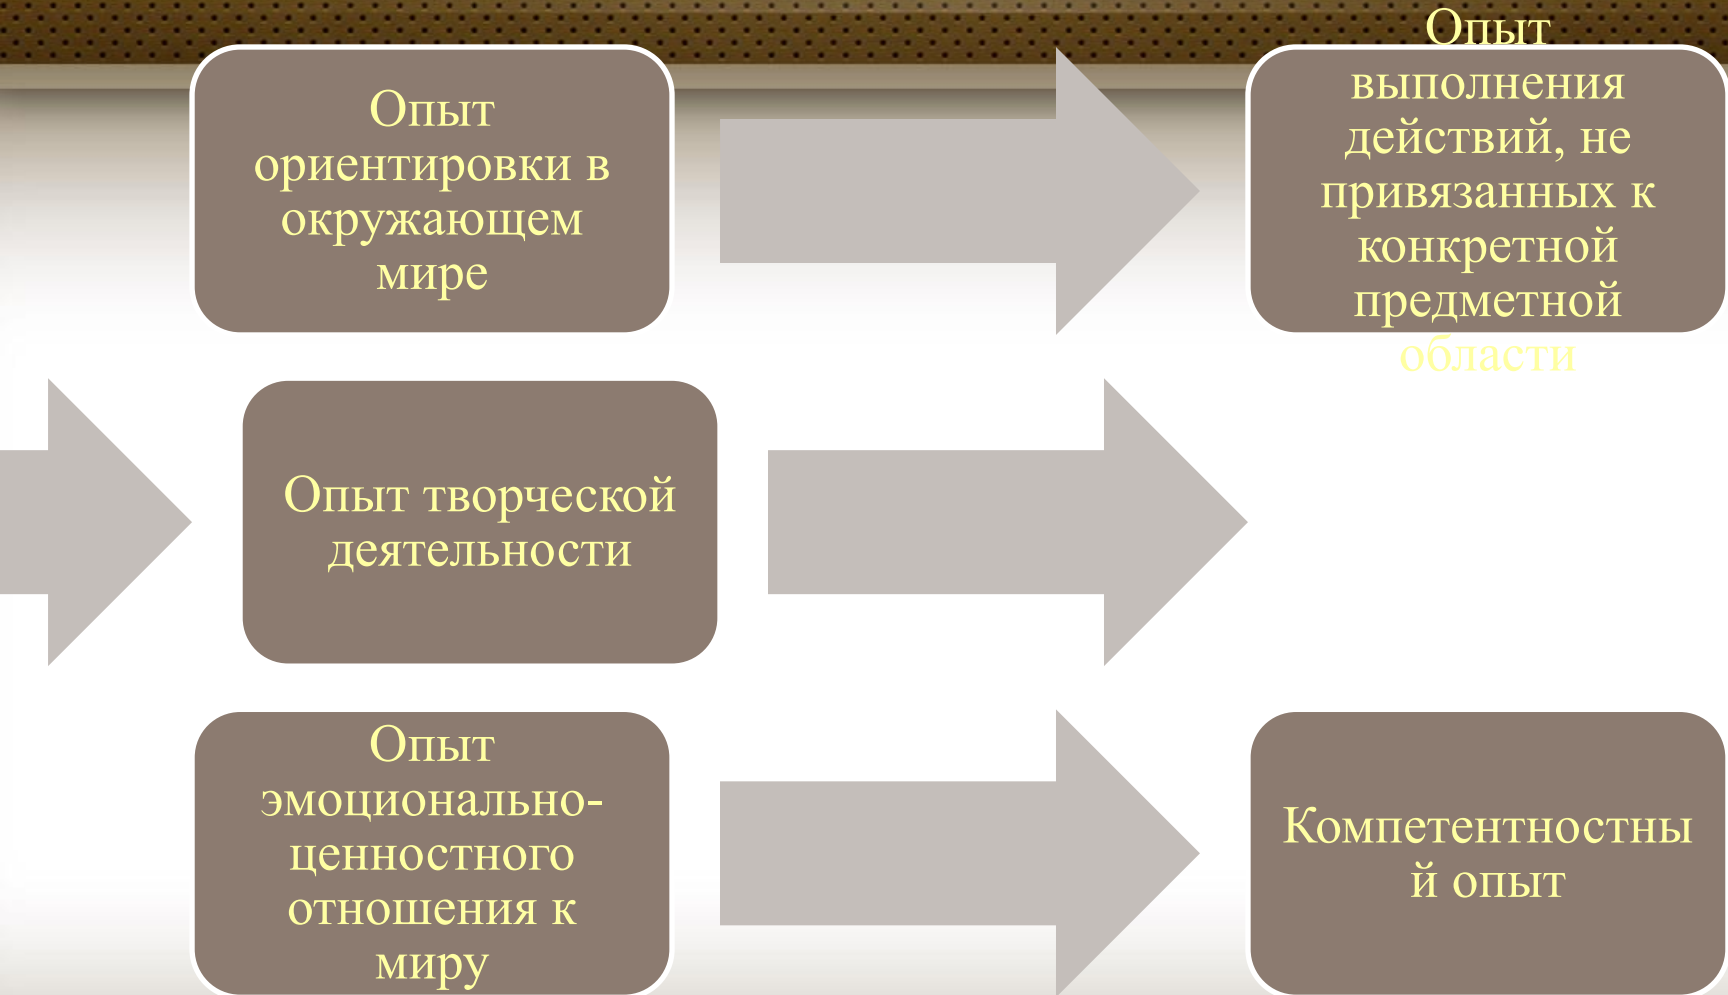 Опыт
ориентировки в
окружающем
мире
Опыт
выполнения
действий, не
привязанных к
конкретной
предметной
области
Опыт творческой
деятельности
Опыт
эмоционально-
ценностного
отношения к
миру
Компетентностны
й опыт